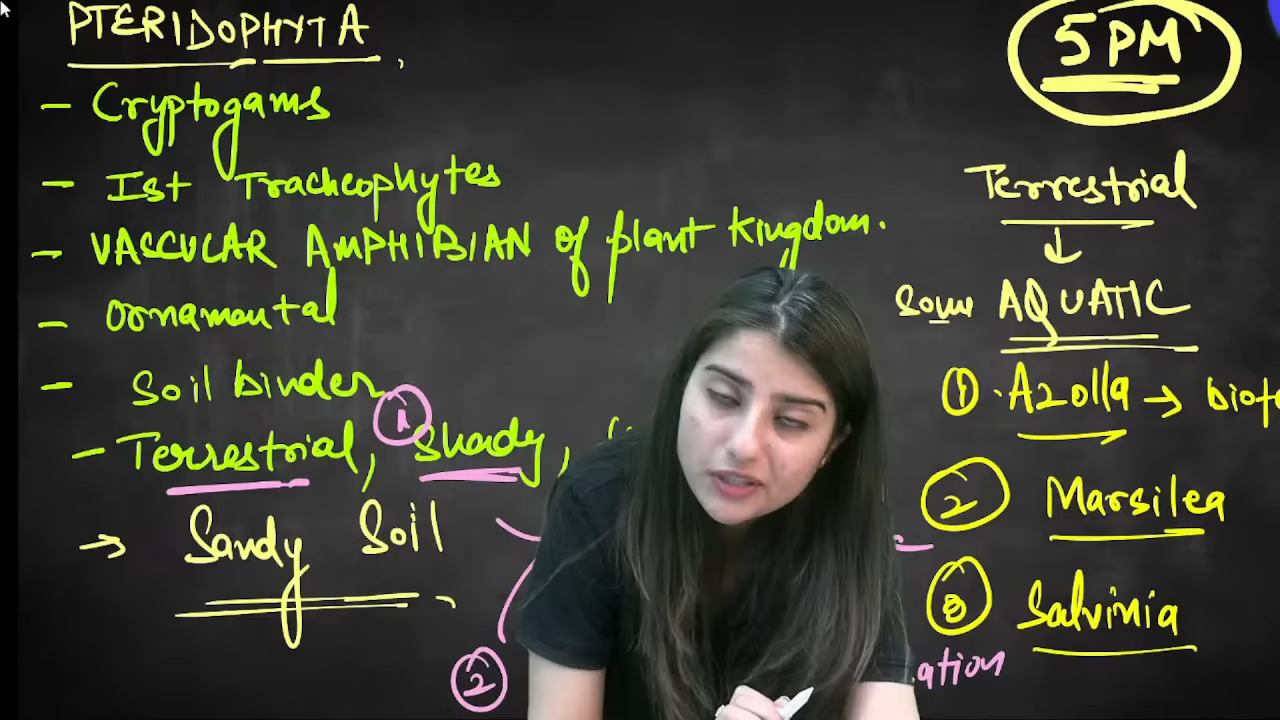 PTERIDOPHYTA
- Cryptogams
- Ist Tracheophytes
- VASCULAR AMPHIBIAN of plant kingdom.
- Ornamental
- Soil binder
- Terrestrial, Shady,
1
→ Sandy Soil
2
5 PM
Terrestrial
↓
Some AQUATIC
① · Azolla →
② Marsilea
③ Salvinia